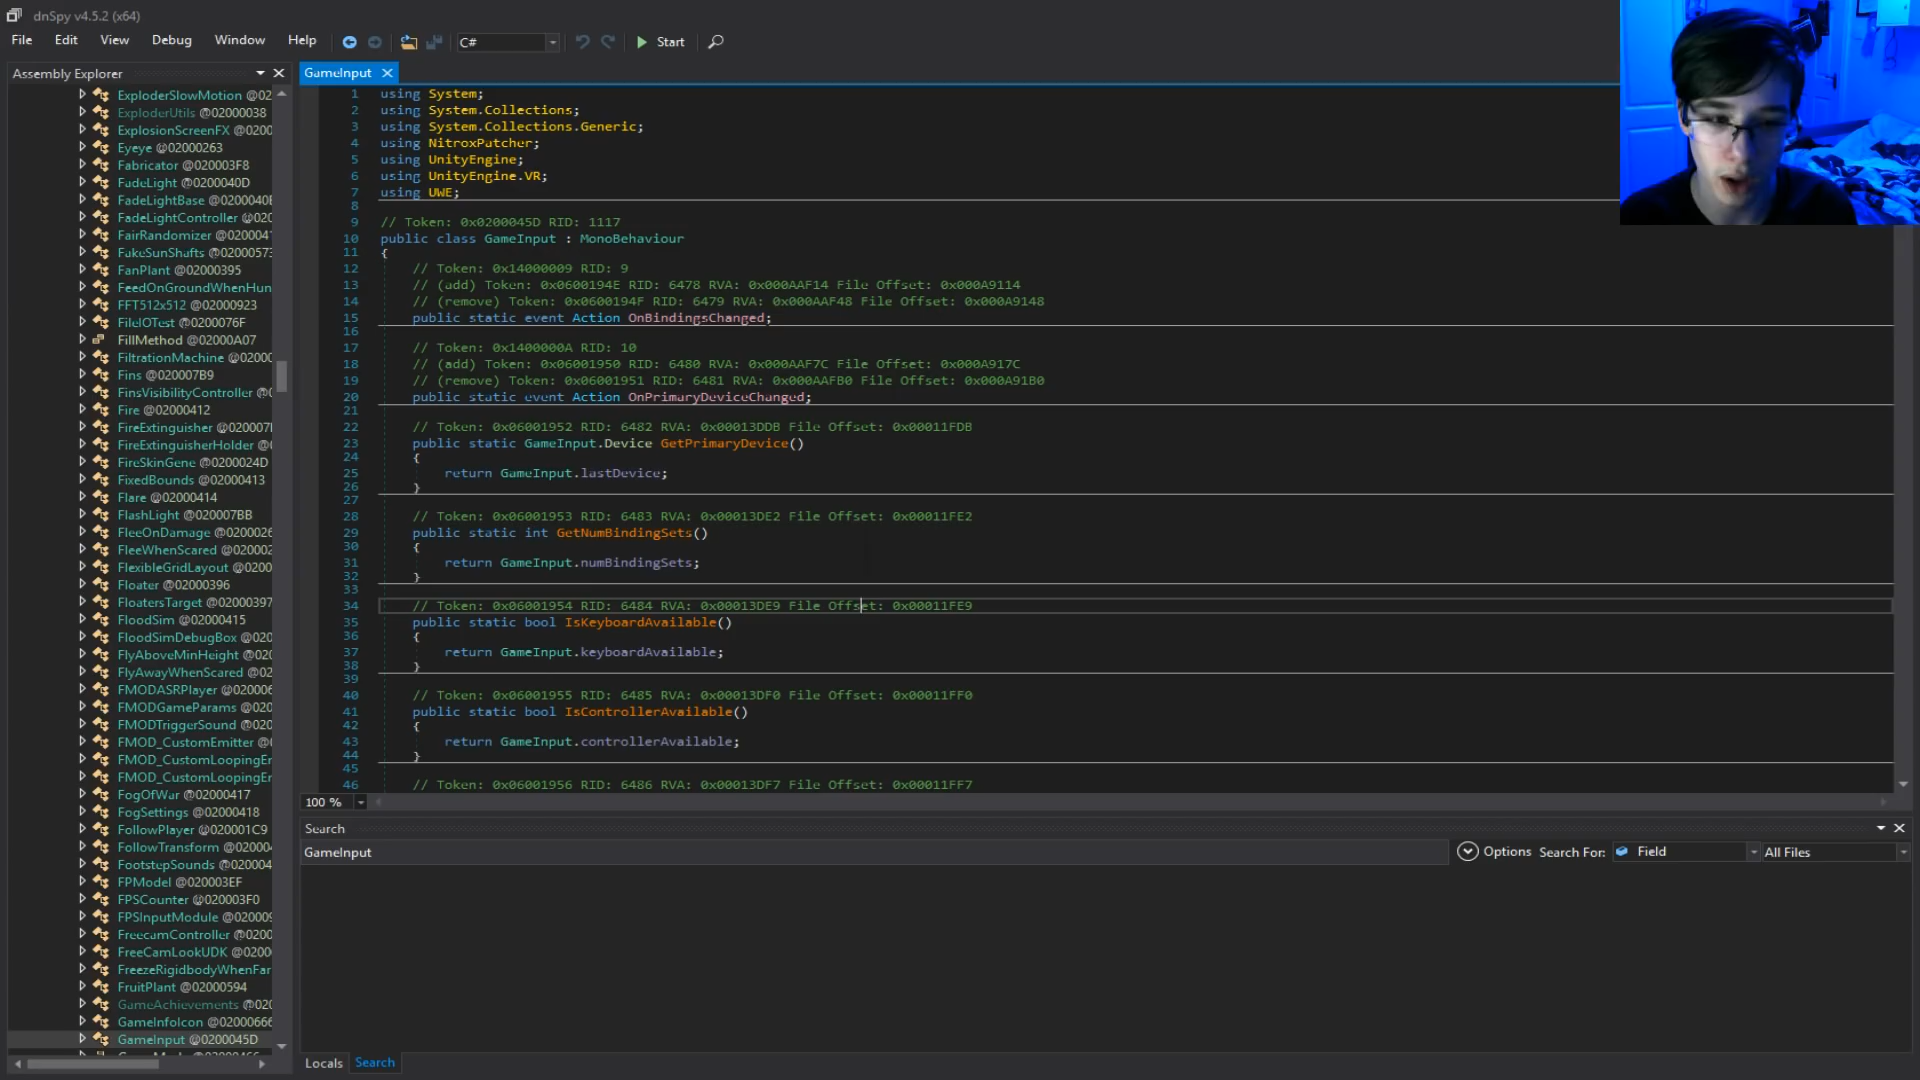 dnSpy v4.5.2 (x64)
File Edit View Debug Window Help C# Start
Assembly Explorer
ExploderSlowMotion @02
ExploderUtils @02000038
ExplosionScreenFX @0200
Eyeye @02000263
Fabricator @020003F8
FadeLight @0200040D
FadeLightBase @0200040E
FadeLightController @020
FairRandomizer @0200041
FakeSunShafts @02000573
FanPlant @02000395
FeedOnGroundWhenHun
FFT512x512 @02000923
FileIOTest @0200076F
FillMethod @02000A07
FiltrationMachine @0200
Fins @020007B9
FinsVisibilityController @0
Fire @02000412
FireExtinguisher @020007
FireExtinguisherHolder @0
FireSkinGene @0200024D
FixedBounds @02000413
Flare @02000414
FlashLight @020007BB
FleeOnDamage @0200026
FleeWhenScared @020002
FlexibleGridLayout @0200
Floater @02000396
FloatersTarget @02000397
FloodSim @02000415
FloodSimDebugBox @020
FlyAboveMinHeight @020
FlyAwayWhenScared @02
FMODASRPlayer @020006
FMODGameParams @020
FMODTriggerSound @020
FMOD_CustomEmitter @0
FMOD_CustomLoopingEr
FMOD_CustomLoopingEr
FogOfWar @02000417
FogSettings @02000418
FollowPlayer @020001C9
FollowTransform @02000
FootstepSounds @020004
FPModel @020003EF
FPSCounter @020003F0
FPSInputModule @02000
FreecamController @0200
FreeCamLookUDK @0200
FreezeRigidbodyWhenFar
FruitPlant @02000594
GameAchievements @020
GameInfoIcon @02000666
GameInput @0200045D
GameInput
1 using System;
2 using System.Collections;
3 using System.Collections.Generic;
4 using NitroxPatcher;
5 using UnityEngine;
6 using UnityEngine.VR;
7 using UWE;
8
9 // Token: 0x0200045D RID: 1117
10 public class GameInput : MonoBehaviour
11 {
12 // Token: 0x14000009 RID: 9
13 // (add) Token: 0x0600194E RID: 6478 RVA: 0x000AAF14 File Offset: 0x000A9114
14 // (remove) Token: 0x0600194F RID: 6479 RVA: 0x000AAF48 File Offset: 0x000A9148
15 public static event Action OnBindingsChanged;
16
17 // Token: 0x1400000A RID: 10
18 // (add) Token: 0x06001950 RID: 6480 RVA: 0x000AAF7C File Offset: 0x000A917C
19 // (remove) Token: 0x06001951 RID: 6481 RVA: 0x000AAFB0 File Offset: 0x000A91B0
20 public static event Action OnPrimaryDeviceChanged;
21
22 // Token: 0x06001952 RID: 6482 RVA: 0x00013DDB File Offset: 0x00011FDB
23 public static GameInput.Device GetPrimaryDevice()
24 {
25 return GameInput.lastDevice;
26 }
27
28 // Token: 0x06001953 RID: 6483 RVA: 0x00013DE2 File Offset: 0x00011FE2
29 public static int GetNumBindingSets()
30 {
31 return GameInput.numBindingSets;
32 }
33
34 // Token: 0x06001954 RID: 6484 RVA: 0x00013DE9 File Offset: 0x00011FE9
35 public static bool IsKeyboardAvailable()
36 {
37 return GameInput.keyboardAvailable;
38 }
39
40 // Token: 0x06001955 RID: 6485 RVA: 0x00013DF0 File Offset: 0x00011FF0
41 public static bool IsControllerAvailable()
42 {
43 return GameInput.controllerAvailable;
44 }
45
46 // Token: 0x06001956 RID: 6486 RVA: 0x00013DF7 File Offset: 0x00011FF7
100 %
Search
GameInput Options Search For: Field All Files
Locals Search